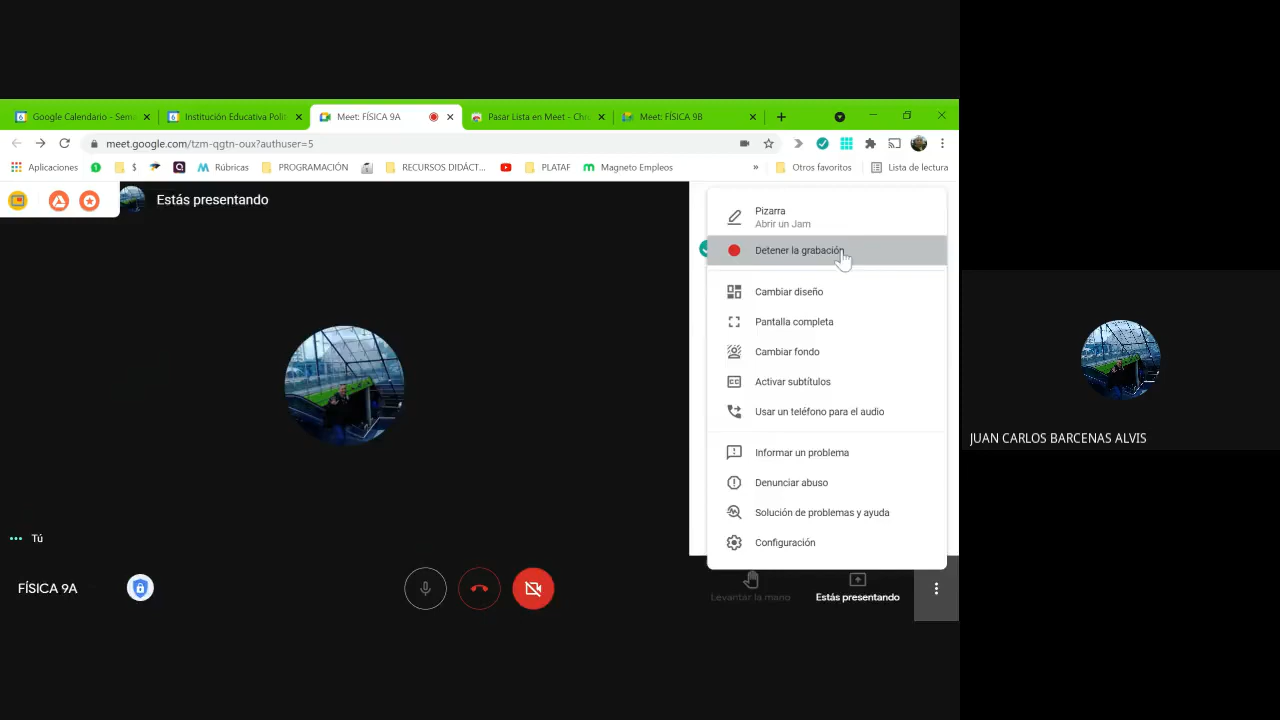 Google Calendario - Sema
Institución Educativa Polit
Meet: FÍSICA 9A
Pasar Lista en Meet - Chro
Meet: FÍSICA 9B
meet.google.com/tzm-qgtn-oux?authuser=5
Aplicaciones
$
Rúbricas
PROGRAMACIÓN
RECURSOS DIDÁCT...
PLATAF
Magneto Empleos
»
Otros favoritos
Lista de lectura
Estás presentando
Pizarra
Abrir un Jam
Detener la grabación
Cambiar diseño
Pantalla completa
Cambiar fondo
Activar subtítulos
Usar un teléfono para el audio
Informar un problema
Denunciar abuso
Solución de problemas y ayuda
Configuración
JUAN CARLOS BARCENAS ALVIS
Tú
FÍSICA 9A
Levantar la mano
Estás presentando